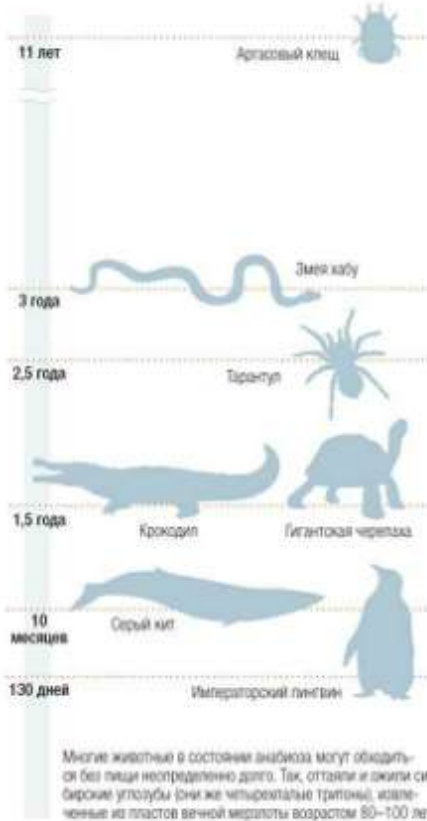 11 лет
Аргасовый клещ
Змея хабу
3 года
2,5 года
Тарантул
1,5 года
Крокодил
Гигантская черепаха
10
месяцев
Серый кит
130 дней
Императорский пингвин
Многие животные в состоянии анабиоза могут обходить-
ся без пищи неопределенно долго. Так, оттаяли и ожили си
бирские углозубы (они же четырехпалые тритоны), извле-
ченные из пластов вечной мерзлоты возрастом 80–100 ле